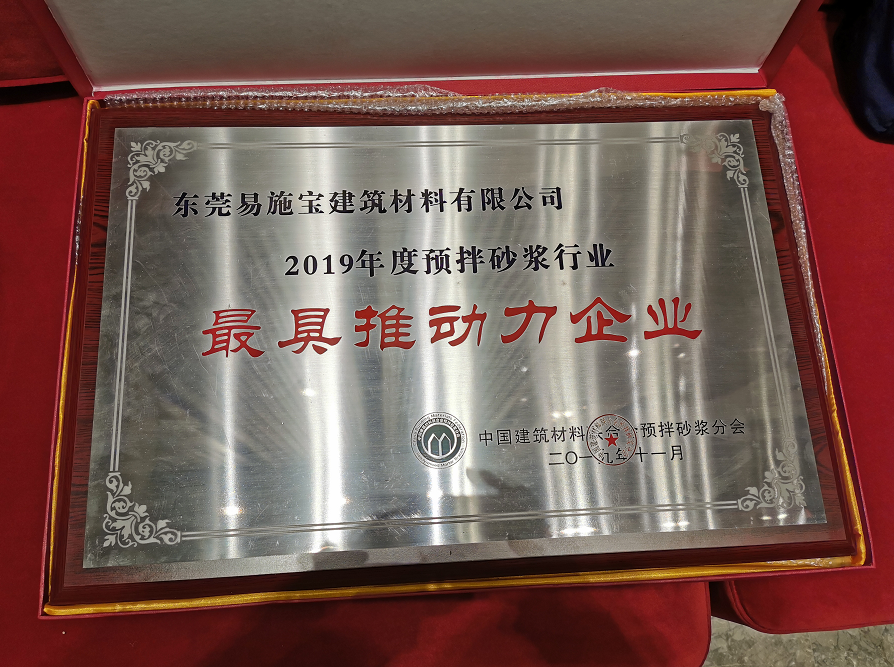 东莞易施宝建筑材料有限公司
2019年度预拌砂浆行业
最具推动力企业
中国建筑材料 合 预拌砂浆分会
二〇一九年十一月